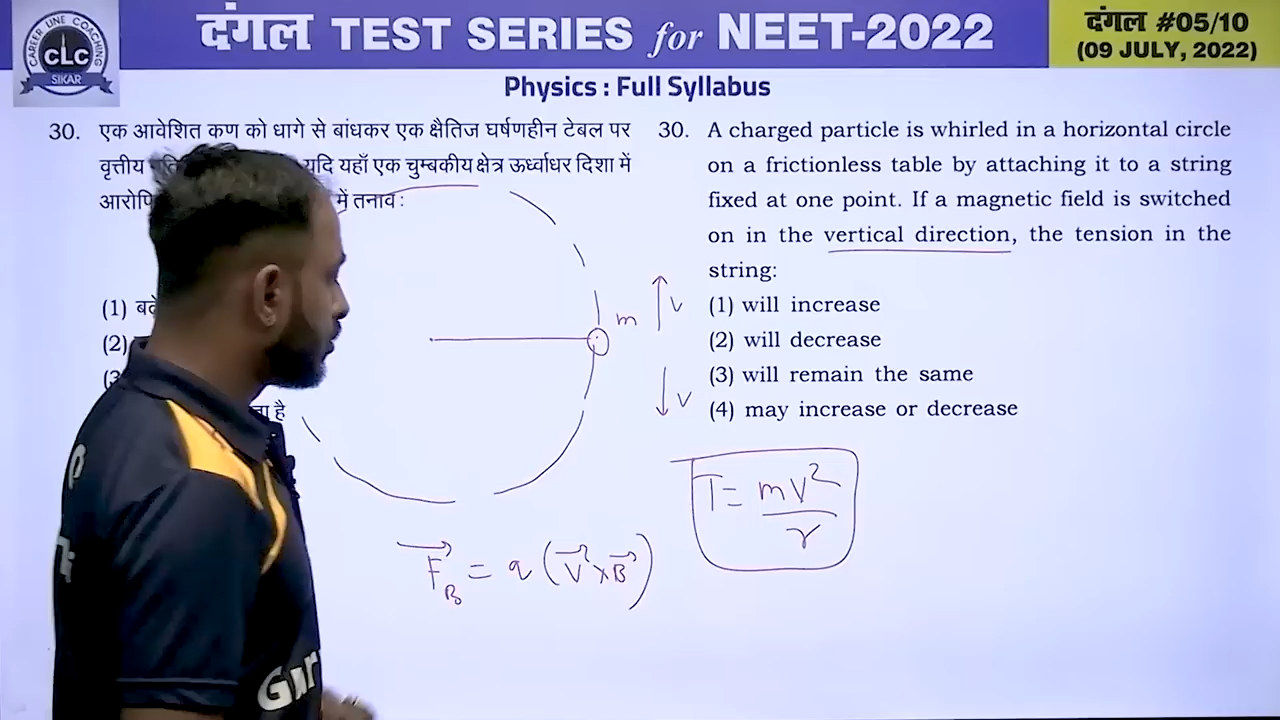 CAREER LINE COACHING
CLC
SIKAR
दंगल TEST SERIES for NEET-2022
दंगल #05/10
(09 JULY, 2022)
Physics : Full Syllabus
30. एक आवेशित कण को धागे से बांधकर एक क्षैतिज घर्षणहीन टेबल पर
वृत्तीय यदि यहाँ एक चुम्बकीय क्षेत्र ऊर्ध्वाधर दिशा में
आरोपि में तनाव :
(1) बढ़े
(2)
(3
है
30. A charged particle is whirled in a horizontal circle
on a frictionless table by attaching it to a string
fixed at one point. If a magnetic field is switched
on in the vertical direction, the tension in the
string:
(1) will increase
(2) will decrease
(3) will remain the same
(4) may increase or decrease
m
v
v
T = mv²/r
F_B = q (v × B)